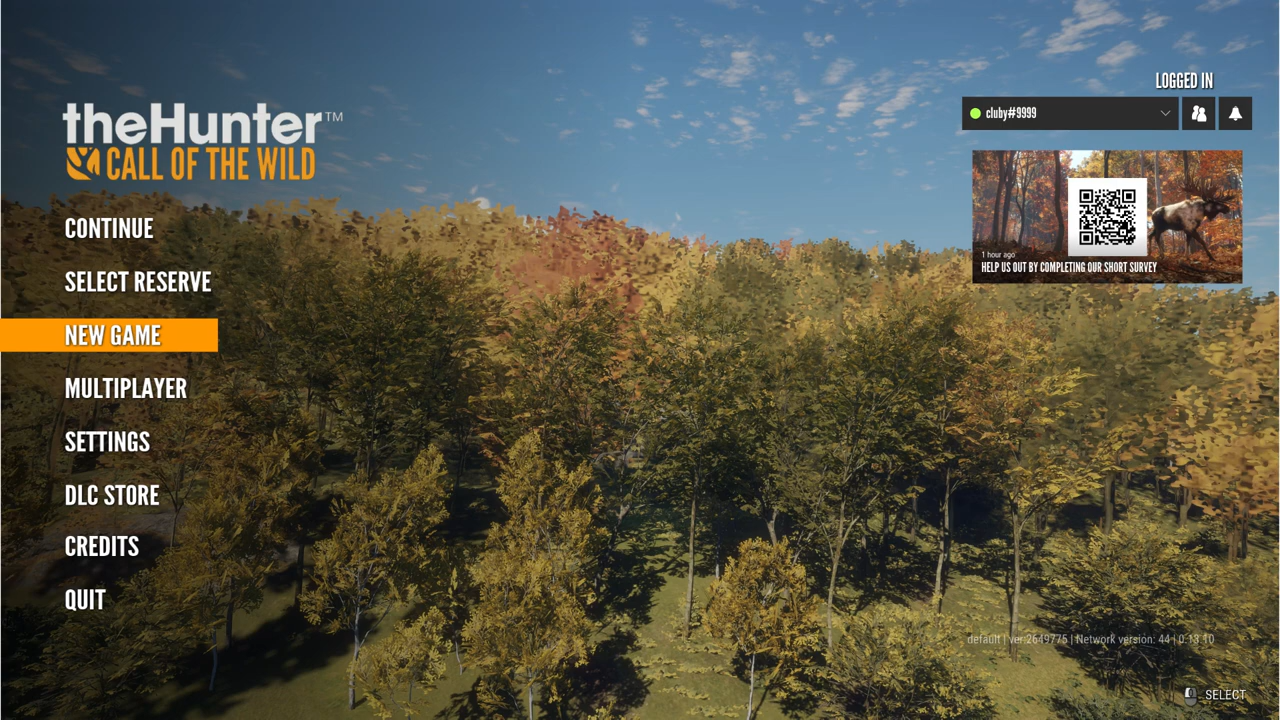 theHunter™
CALL OF THE WILD
CONTINUE
SELECT RESERVE
NEW GAME
MULTIPLAYER
SETTINGS
DLC STORE
CREDITS
QUIT
LOGGED IN
cluby#9999
1 hour ago
HELP US OUT BY COMPLETING OUR SHORT SURVEY
default | ver:2649775 | Network version: 44 | 0.13.10
SELECT